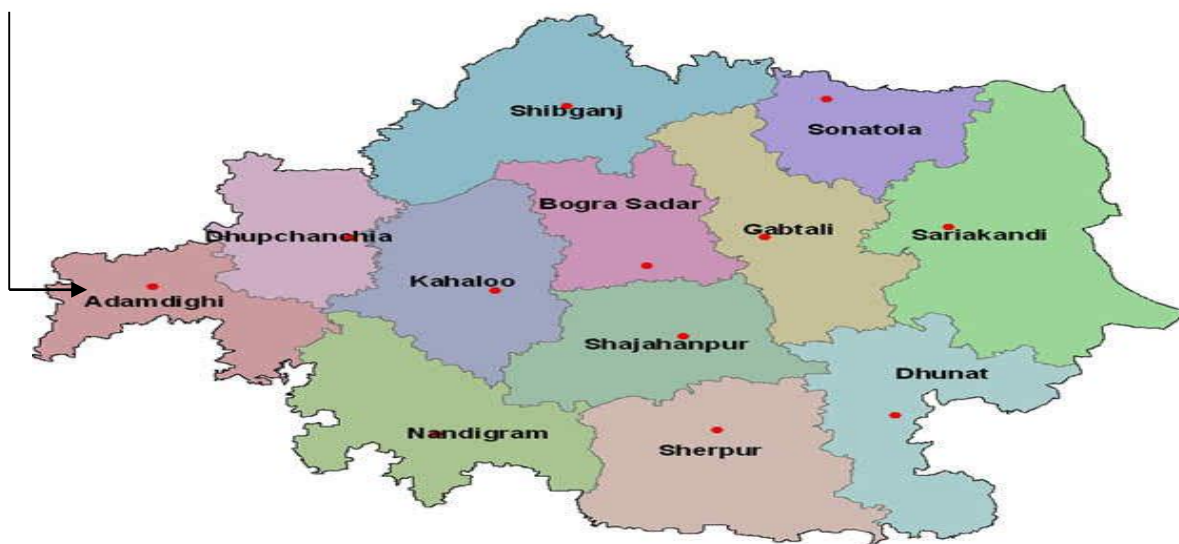 Shibganj
Sonatola
Bogra Sadar
Gabtali
Dhupchanchia
Sariakandi
Kahaloo
Adamdighi
Shajahanpur
Dhunat
Nandigram
Sherpur